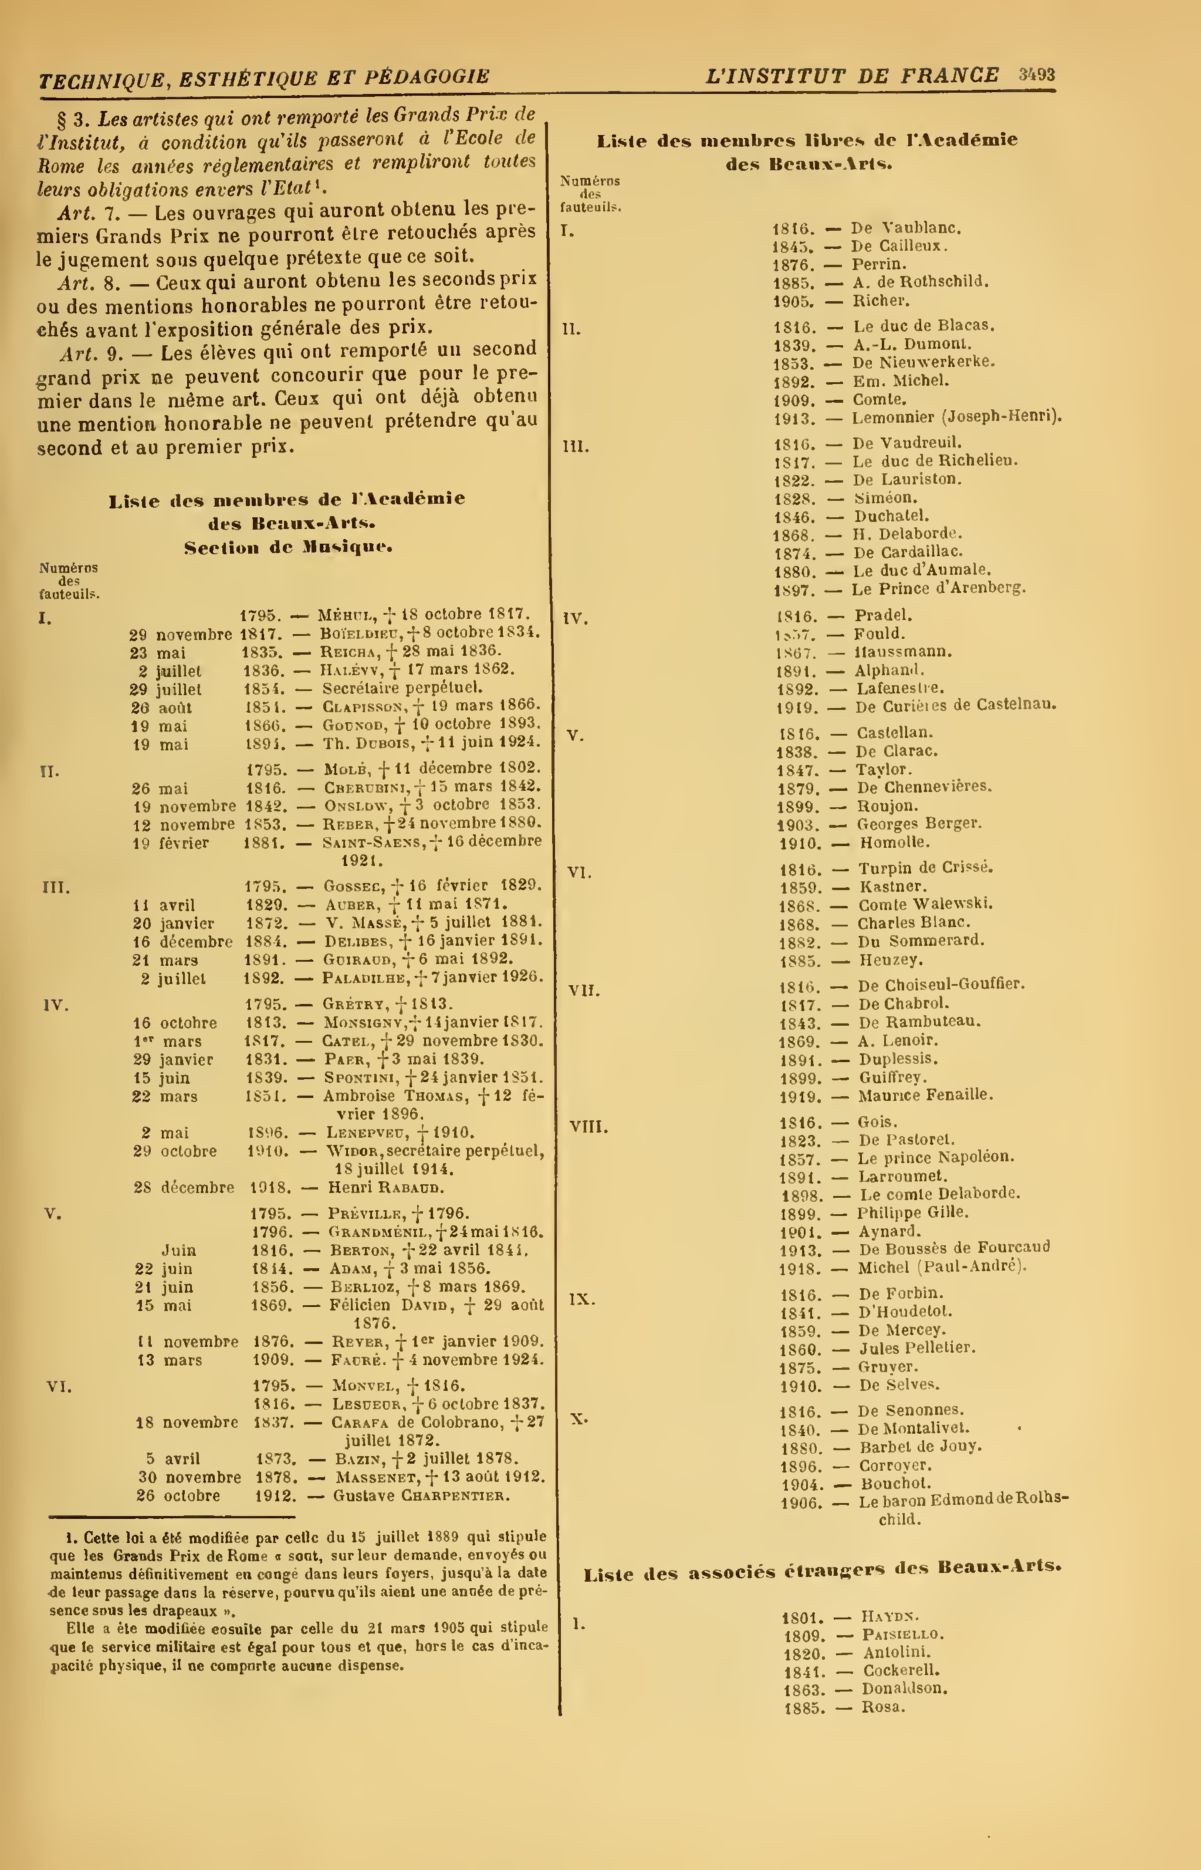 TECHNIQUE, ESTHÉTIQUE ET PÉDAGOGIE
L'INSTITUT DE FRANCE 3493
§ 3. Les artistes qui ont remporté les Grands Prix de
l'Institut, à condition qu'ils passeront à l'Ecole de
Rome les années réglementaires et rempliront toutes
leurs obligations envers l'Etat¹.
Art. 7. — Les ouvrages qui auront obtenu les pre-
miers Grands Prix ne pourront être retouchés après
le jugement sous quelque prétexte que ce soit.
Art. 8. — Ceux qui auront obtenu les seconds prix
ou des mentions honorables ne pourront être retou-
chés avant l'exposition générale des prix.
Art. 9. — Les élèves qui ont remporté un second
grand prix ne peuvent concourir que pour le pre-
mier dans le même art. Ceux qui ont déjà obtenu
une mention honorable ne peuvent prétendre qu'au
second et au premier prix.
Liste des membres de l'Académie
des Beaux-Arts.
Section de Musique.
Numéros
des
fauteuils.
I. 1795. — MÉHUL, † 18 octobre 1817.
29 novembre 1817. — BOÏELDIEU, † 8 octobre 1834.
23 mai 1835. — REICHA, † 28 mai 1836.
2 juillet 1836. — HALÉVY, † 17 mars 1862.
29 juillet 1854. — Secrétaire perpétuel.
26 août 1854. — CLAPISSON, † 19 mars 1866.
19 mai 1866. — GOUNOD, † 10 octobre 1893.
19 mai 1894. — Th. DUBOIS, † 11 juin 1924.
II. 1795. — MOLÉ, † 11 décembre 1802.
26 mai 1816. — CHERUBINI, † 15 mars 1842.
19 novembre 1842. — ONSLOW, † 3 octobre 1853.
12 novembre 1853. — REBER, † 24 novembre 1880.
19 février 1881. — SAINT-SAENS, † 16 décembre
1921.
III. 1795. — GOSSEC, † 16 février 1829.
11 avril 1829. — AUBER, † 11 mai 1871.
20 janvier 1872. — V. MASSÉ, † 5 juillet 1881.
16 décembre 1884. — DELIBES, † 16 janvier 1891.
21 mars 1891. — GUIRAUD, † 6 mai 1892.
2 juillet 1892. — PALADILHE, † 7 janvier 1926.
IV. 1795. — GRÉTRY, † 1813.
16 octobre 1813. — MONSIGNY, † 14 janvier 1817.
1er mars 1817. — CATEL, † 29 novembre 1830.
29 janvier 1831. — PAER, † 3 mai 1839.
15 juin 1839. — SPONTINI, † 24 janvier 1851.
22 mars 1851. — Ambroise THOMAS, † 12 fé-
vrier 1896.
2 mai 1896. — LENEPVEU, † 1910.
29 octobre 1910. — WIDOR, secrétaire perpétuel,
18 juillet 1914.
28 décembre 1918. — Henri RABAUD.
V. 1795. — PRÉVILLE, † 1796.
1796. — GRANDMÉNIL, † 24 mai 1816.
Juin 1816. — BERTON, † 22 avril 1844.
22 juin 1844. — ADAM, † 3 mai 1856.
21 juin 1856. — BERLIOZ, † 8 mars 1869.
15 mai 1869. — Félicien DAVID, † 29 août
1876.
11 novembre 1876. — REYER, † 1er janvier 1909.
13 mars 1909. — FAURÉ. † 4 novembre 1924.
VI. 1795. — MONVEL, † 1816.
1816. — LESUEUR, † 6 octobre 1837.
18 novembre 1837. — CARAFA de Colobrano, † 27
juillet 1872.
5 avril 1873. — BAZIN, † 2 juillet 1878.
30 novembre 1878. — MASSENET, † 13 août 1912.
26 octobre 1912. — Gustave CHARPENTIER.
1. Cette loi a été modifiée par celle du 15 juillet 1889 qui stipule
que les Grands Prix de Rome « sont, sur leur demande, envoyés ou
maintenus définitivement en congé dans leurs foyers, jusqu'à la date
de leur passage dans la réserve, pourvu qu'ils aient une année de pré-
sence sous les drapeaux ».
Elle a été modifiée ensuite par celle du 21 mars 1905 qui stipule
que le service militaire est égal pour tous et que, hors le cas d'inca-
pacité physique, il ne comporte aucune dispense.
Liste des membres libres de l'Académie
des Beaux-Arts.
Numéros
des
fauteuils.
I. 1816. — De Vaublanc.
1845. — De Cailleux.
1876. — Perrin.
1885. — A. de Rothschild.
1905. — Richer.
II. 1816. — Le duc de Blacas.
1839. — A.-L. Dumont.
1853. — De Nieuwerkerke.
1892. — Em. Michel.
1909. — Comte.
1913. — Lemonnier (Joseph-Henri).
III. 1816. — De Vaudreuil.
1817. — Le duc de Richelieu.
1822. — De Lauriston.
1828. — Siméon.
1846. — Duchatel.
1868. — H. Delaborde.
1874. — De Cardaillac.
1880. — Le duc d'Aumale.
1897. — Le Prince d'Arenberg.
IV. 1816. — Pradel.
1857. — Fould.
1867. — Haussmann.
1891. — Alphand.
1892. — Lafenestre.
1919. — De Curières de Castelnau.
V. 1816. — Castellan.
1838. — De Clarac.
1847. — Taylor.
1879. — De Chennevières.
1899. — Roujon.
1903. — Georges Berger.
1910. — Homolle.
VI. 1816. — Turpin de Crissé.
1859. — Kastner.
1868. — Comte Walewski.
1868. — Charles Blanc.
1882. — Du Sommerard.
1885. — Heuzey.
VII. 1816. — De Choiseul-Gouffier.
1817. — De Chabrol.
1843. — De Rambuteau.
1869. — A. Lenoir.
1891. — Duplessis.
1899. — Guiffrey.
1919. — Maurice Fenaille.
VIII. 1816. — Gois.
1823. — De Pastoret.
1857. — Le prince Napoléon.
1891. — Larroumet.
1898. — Le comte Delaborde.
1899. — Philippe Gille.
1901. — Aynard.
1913. — De Boussès de Fourcaud
1918. — Michel (Paul-André).
IX. 1816. — De Forbin.
1841. — D'Houdetot.
1859. — De Mercey.
1860. — Jules Pelletier.
1875. — Gruyer.
1910. — De Selves.
X. 1816. — De Senonnes.
1840. — De Montalivet.
1880. — Barbet de Jouy.
1896. — Corroyer.
1904. — Bouchot.
1906. — Le baron Edmond de Roths-
child.
Liste des associés étrangers des Beaux-Arts.
I. 1801. — HAYDN.
1809. — PAISIELLO.
1820. — Antolini.
1841. — Cockerell.
1863. — Donaldson.
1885. — Rosa.